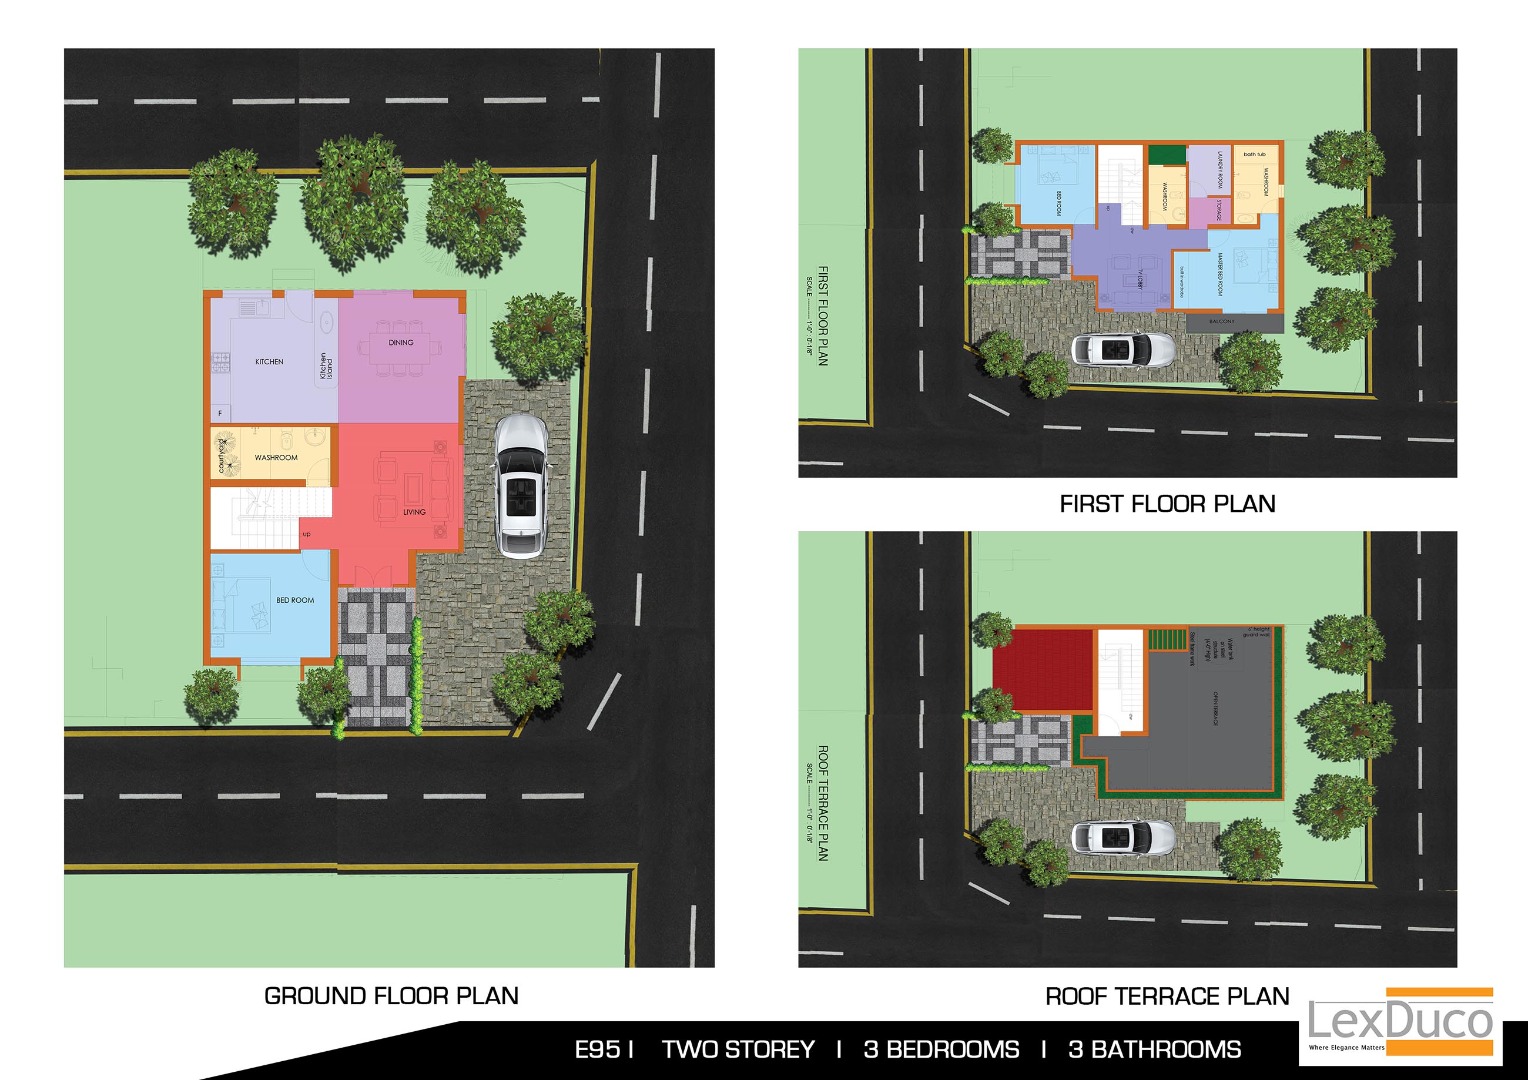 KITCHEN
kitchen
island
DINING
F
courtyard
WASHROOM
LIVING
up
BED ROOM
GROUND FLOOR PLAN
BED ROOM
WASHROOM
LAUNDRY ROOM
STORAGE
bath tub
WASHROOM
TV LOBBY
MASTER BED ROOM
BALCONY
FIRST FLOOR PLAN
SCALE ———— 1'-0" : 0'-1/8"
FIRST FLOOR PLAN
Water tank
OPEN TERRACE
ROOF TERRACE PLAN
SCALE ———— 1'-0" : 0'-1/8"
ROOF TERRACE PLAN
E95 | TWO STOREY | 3 BEDROOMS | 3 BATHROOMS
LexDuco
Where Elegance Matters